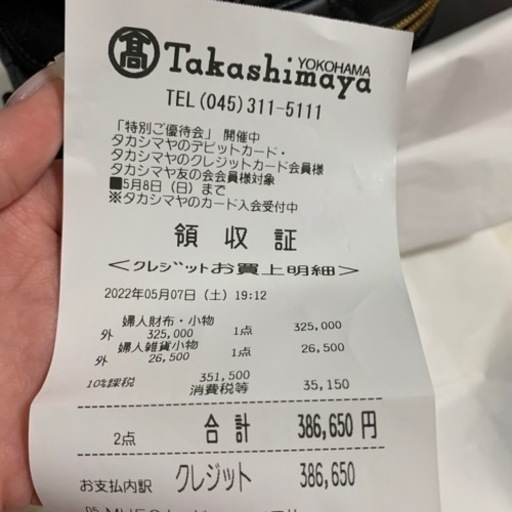 髙 Takashimaya YOKOHAMA
TEL (045) 311-5111
「特別ご優待会」 開催中
タカシマヤのデビットカード・
タカシマヤのクレジットカード会員様
タカシマヤ友の会会員様対象
■5月8日(日)まで
※タカシマヤのカード入会受付中
領 収 証
<クレジットお買上明細>
2022年05月07日(土) 19:12
婦人財布・小物
外 325,000 1点 325,000
婦人雑貨小物
外 26,500 1点 26,500
10%課税 351,500
消費税等 35,150
2点 合 計 386,650 円
お支払内訳 クレジット 386,650